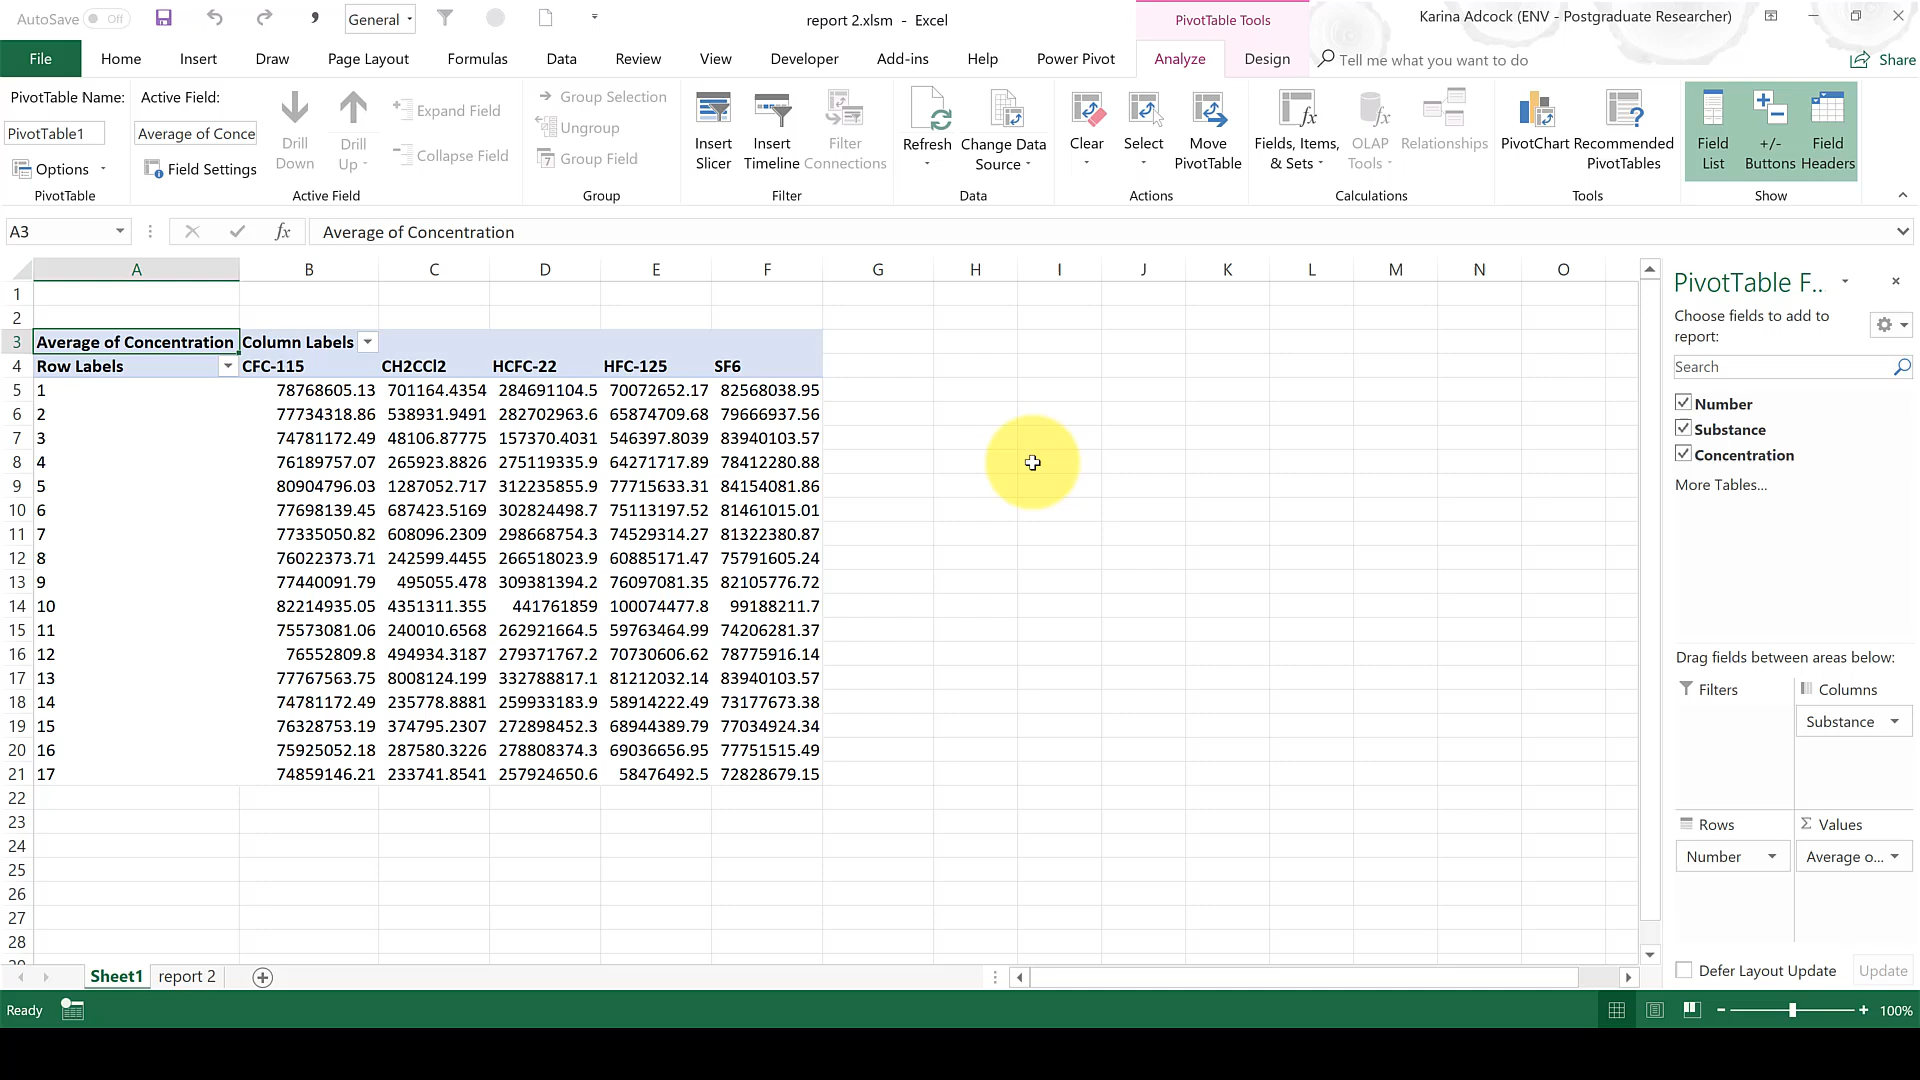 AutoSave Off General report 2.xlsm - Excel PivotTable Tools Karina Adcock (ENV - Postgraduate Researcher)
File Home Insert Draw Page Layout Formulas Data Review View Developer Add-ins Help Power Pivot Analyze Design Tell me what you want to do Share
PivotTable Name:
PivotTable1
Options
PivotTable
Active Field:
Average of Conce
Field Settings
Drill Down
Drill Up
Expand Field
Collapse Field
Active Field
Group Selection
Ungroup
Group Field
Group
Insert Slicer
Insert Timeline
Filter Connections
Filter
Refresh
Change Data Source
Data
Clear
Select
Move PivotTable
Actions
Fields, Items, & Sets
OLAP Tools
Relationships
Calculations
PivotChart
Recommended PivotTables
Tools
Field List
+/- Buttons
Field Headers
Show
A3 fx Average of Concentration
A B C D E F G H I J K L M N O
1
2
3 Average of Concentration Column Labels
4 Row Labels CFC-115 CH2CCl2 HCFC-22 HFC-125 SF6
5 1 78768605.13 701164.4354 284691104.5 70072652.17 82568038.95
6 2 77734318.86 538931.9491 282702963.6 65874709.68 79666937.56
7 3 74781172.49 48106.87775 157370.4031 546397.8039 83940103.57
8 4 76189757.07 265923.8826 275119335.9 64271717.89 78412280.88
9 5 80904796.03 1287052.717 312235855.9 77715633.31 84154081.86
10 6 77698139.45 687423.5169 302824498.7 75113197.52 81461015.01
11 7 77335050.82 608096.2309 298668754.3 74529314.27 81322380.87
12 8 76022373.71 242599.4455 266518023.9 60885171.47 75791605.24
13 9 77440091.79 495055.478 309381394.2 76097081.35 82105776.72
14 10 82214935.05 4351311.355 441761859 100074477.8 99188211.7
15 11 75573081.06 240010.6568 262921664.5 59763464.99 74206281.37
16 12 76552809.8 494934.3187 279371767.2 70730606.62 78775916.14
17 13 77767563.75 8008124.199 332788817.1 81212032.14 83940103.57
18 14 74781172.49 235778.8881 259933183.9 58914222.49 73177673.38
19 15 76328753.19 374795.2307 272898452.3 68944389.79 77034924.34
20 16 75925052.18 287580.3226 278808374.3 69036656.95 77751515.49
21 17 74859146.21 233741.8541 257924650.6 58476492.5 72828679.15
22
23
24
25
26
27
28
PivotTable F..
Choose fields to add to report:
Search
Number
Substance
Concentration
More Tables...
Drag fields between areas below:
Filters
Columns
Substance
Rows
Number
Σ Values
Average o...
Defer Layout Update Update
Sheet1 report 2
Ready 100%